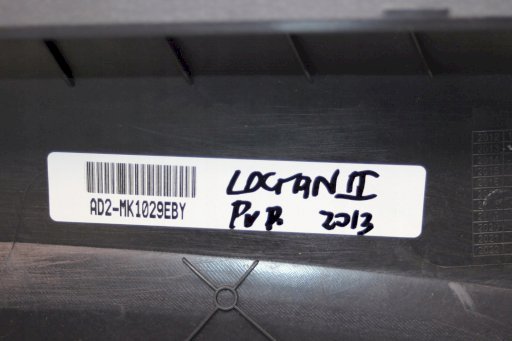 LOGAN II
AD2-MK1029EBY
PVR 2013